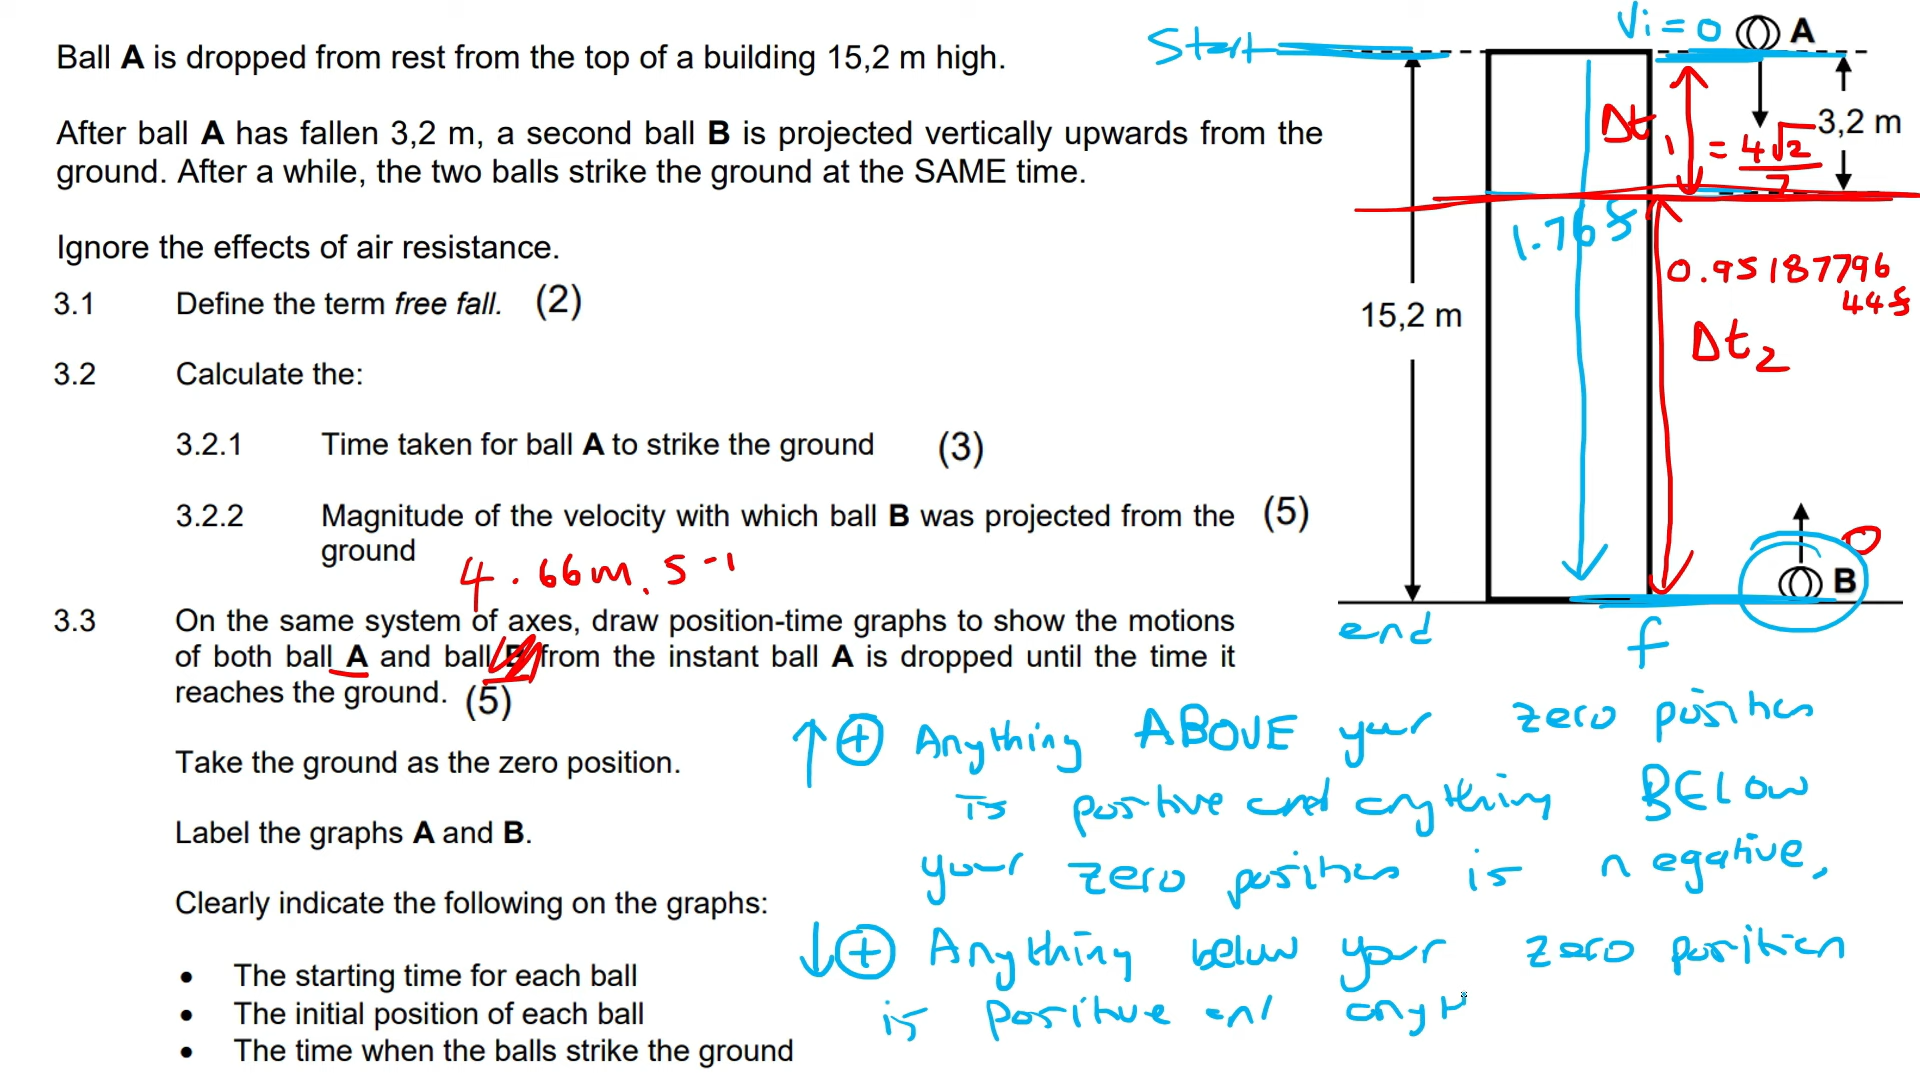 Ball A is dropped from rest from the top of a building 15,2 m high.
After ball A has fallen 3,2 m, a second ball B is projected vertically upwards from the
ground. After a while, the two balls strike the ground at the SAME time.
Ignore the effects of air resistance.
3.1 Define the term free fall. (2)
3.2 Calculate the:
3.2.1 Time taken for ball A to strike the ground (3)
3.2.2 Magnitude of the velocity with which ball B was projected from the (5)
ground
4.66m.s-1
3.3 On the same system of axes, draw position-time graphs to show the motions
of both ball A and ball B from the instant ball A is dropped until the time it
reaches the ground. (5)
Take the ground as the zero position.
Label the graphs A and B.
Clearly indicate the following on the graphs:
• The starting time for each ball
• The initial position of each ball
• The time when the balls strike the ground
Start
Vi = 0 A
Δt1 = 4√2/7
3,2 m
1.76s
0.95187796
44s
15,2 m
Δt2
0
B
end
f
↑⊕ Anything ABOVE your zero position
is positive and anything BELOW
your zero position is negative.
↓⊕ Anything below your zero position
is positive and anyt